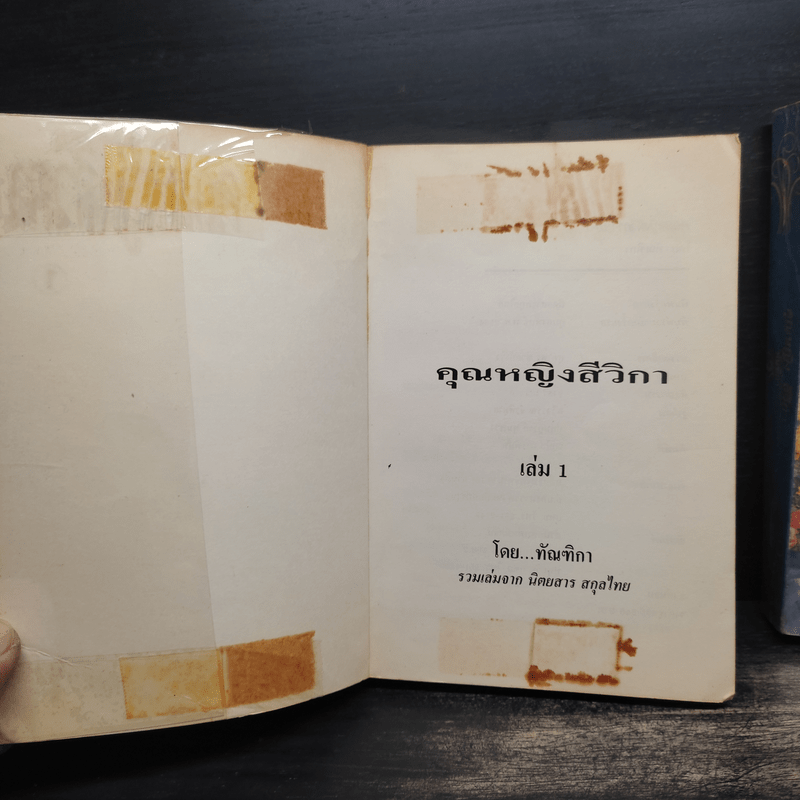 คุณหญิงสีวิกา
เล่ม 1
โดย...ทัณฑิกา
รวมเล่มจาก นิตยสาร สกุลไทย